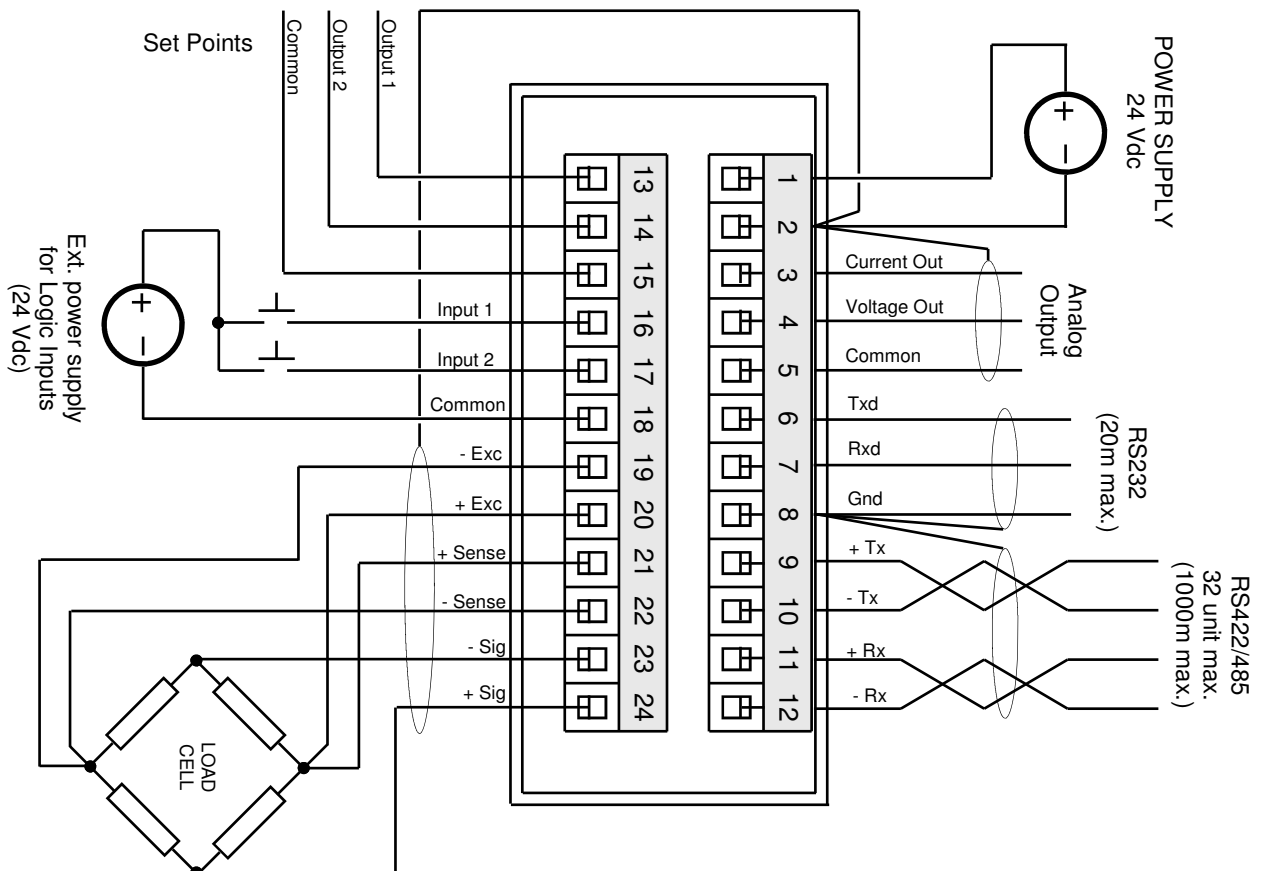 Set Points
Common
Output 2
Output 1
POWER SUPPLY
24 Vdc
+
-
13
14
15
16
17
18
19
20
21
22
23
24
1
2
3
4
5
6
7
8
9
10
11
12
Current Out
Voltage Out
Common
Analog
Output
Txd
Rxd
Gnd
RS232
(20m max.)
+ Tx
- Tx
+ Rx
- Rx
RS422/485
32 unit max.
(1000m max.)
Ext. power supply
for Logic Inputs
(24 Vdc)
+
-
Input 1
Input 2
Common
- Exc
+ Exc
+ Sense
- Sense
- Sig
+ Sig
LOAD
CELL